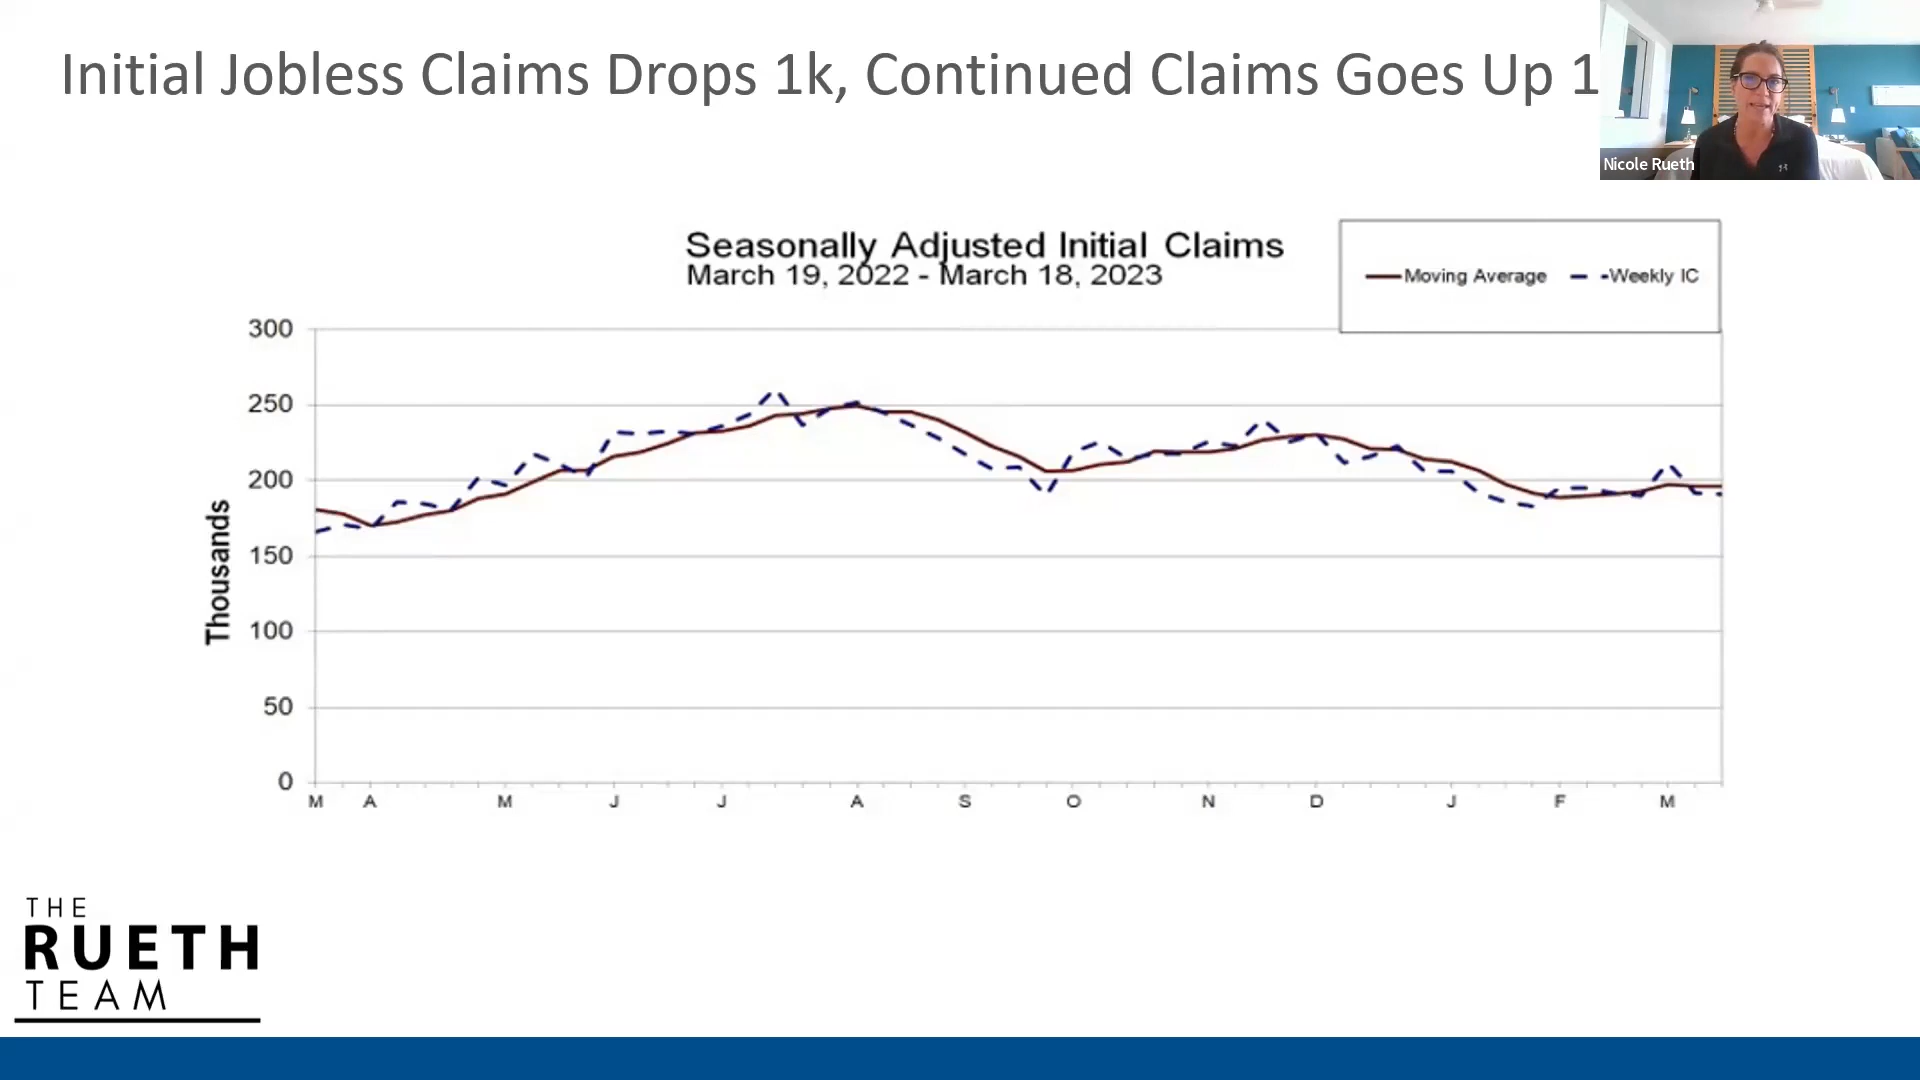 Initial Jobless Claims Drops 1k, Continued Claims Goes Up 1
Nicole Rueth
Seasonally Adjusted Initial Claims
March 19, 2022 - March 18, 2023
Moving Average
Weekly IC
300
250
200
150
100
50
0
Thousands
M A M J J A S O N D J F M
THE
RUETH
TEAM